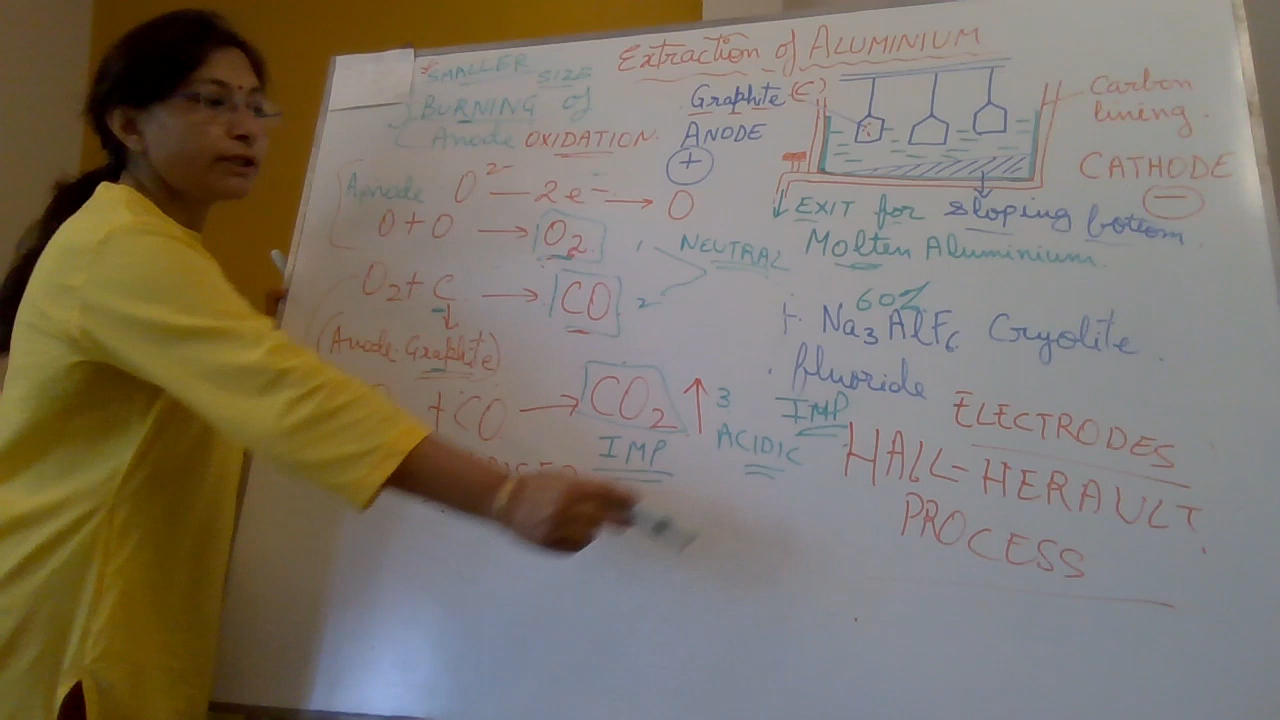 Extraction of ALUMINIUM
* SMALLER SIZE
BURNING of
Anode OXIDATION.
Graphite (C)
ANODE
+
Carbon
lining.
CATHODE
−
EXIT for sloping bottom
Molten Aluminium.
Anode O²⁻ — 2e⁻ → O
O + O → O₂ 1
NEUTRAL
O₂ + C → CO 2
(Anode Graphite)
+ CO → CO₂ ↑ 3
IMP
ACIDIC
60%
+ Na₃AlF₆ Cryolite.
fluoride
IMP
ELECTRODES
HALL-HERAULT
PROCESS